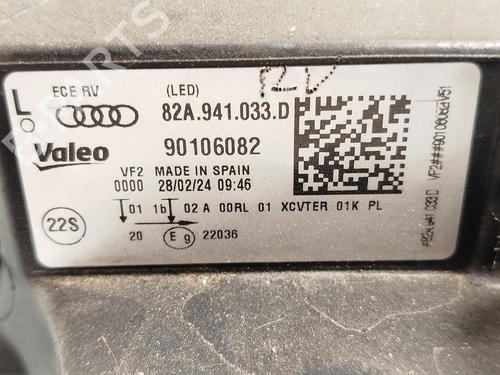 ECE RV
(LED)
L
82A.941.033.D
Valeo
90106082
VF2 MADE IN SPAIN
0000 28/02/24 09:46
01 1b 02 A 00RL 01 XCVTER 01K PL
22S
20 E9 22036